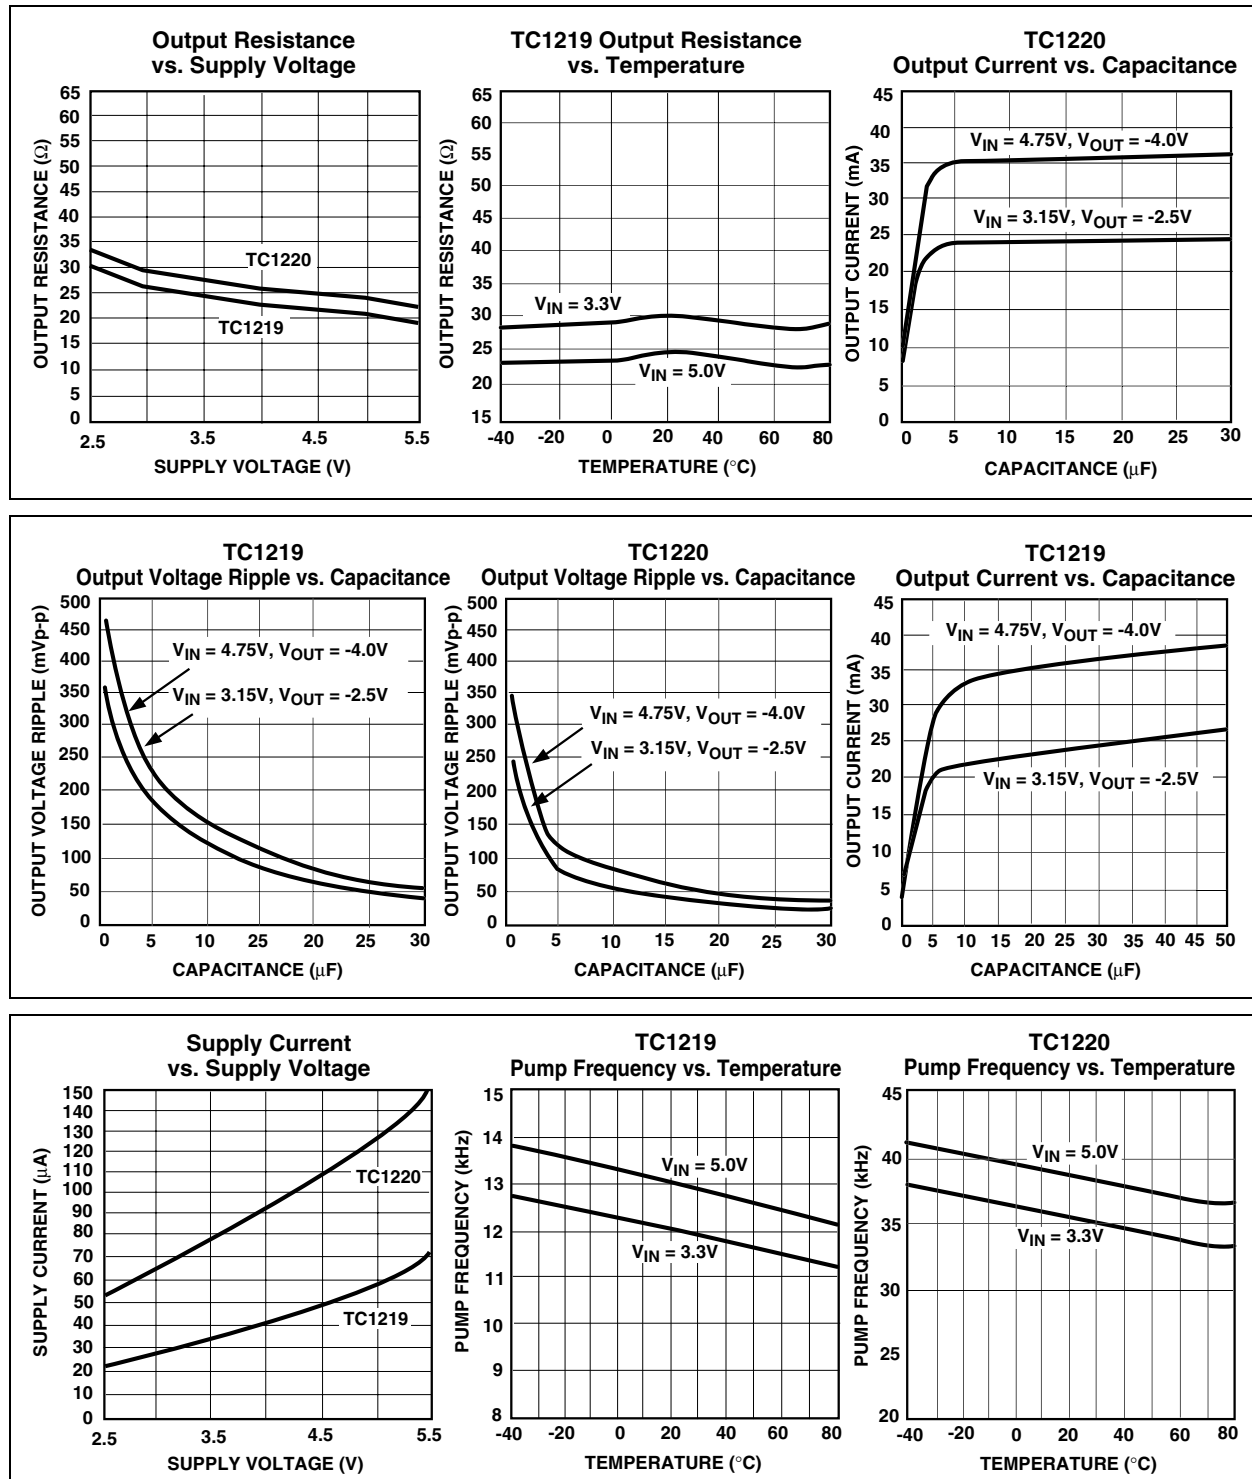 Output Resistance
vs. Supply Voltage
OUTPUT RESISTANCE (Ω)
65
60
55
50
45
40
35
30
25
20
15
10
5
0
TC1220
TC1219
2.5 3.5 4.5 5.5
SUPPLY VOLTAGE (V)
TC1219 Output Resistance
vs. Temperature
OUTPUT RESISTANCE (Ω)
65
60
55
50
45
40
35
30
25
20
15
VIN = 3.3V
VIN = 5.0V
-40 -20 0 20 40 60 80
TEMPERATURE (°C)
TC1220
Output Current vs. Capacitance
OUTPUT CURRENT (mA)
45
40
35
30
25
20
15
10
5
0
VIN = 4.75V, VOUT = -4.0V
VIN = 3.15V, VOUT = -2.5V
0 5 10 15 20 25 30
CAPACITANCE (µF)
TC1219
Output Voltage Ripple vs. Capacitance
OUTPUT VOLTAGE RIPPLE (mVp-p)
500
450
400
350
300
250
200
150
100
50
0
VIN = 4.75V, VOUT = -4.0V
VIN = 3.15V, VOUT = -2.5V
0 5 10 25 20 25 30
CAPACITANCE (µF)
TC1220
Output Voltage Ripple vs. Capacitance
OUTPUT VOLTAGE RIPPLE (mVp-p)
500
450
400
350
300
250
200
150
100
50
0
VIN = 4.75V, VOUT = -4.0V
VIN = 3.15V, VOUT = -2.5V
0 5 10 25 20 25 30
CAPACITANCE (µF)
TC1219
Output Current vs. Capacitance
OUTPUT CURRENT (mA)
45
40
35
30
25
20
15
10
5
0
VIN = 4.75V, VOUT = -4.0V
VIN = 3.15V, VOUT = -2.5V
0 5 10 15 20 25 30 35 40 45 50
CAPACITANCE (µF)
Supply Current
vs. Supply Voltage
SUPPLY CURRENT (µA)
150
140
130
120
110
100
90
80
70
60
50
40
30
20
10
0
TC1220
TC1219
2.5 3.5 4.5 5.5
SUPPLY VOLTAGE (V)
TC1219
Pump Frequency vs. Temperature
PUMP FREQUENCY (kHz)
15
14
13
12
11
10
9
8
VIN = 5.0V
VIN = 3.3V
-40 -20 0 20 40 60 80
TEMPERATURE (°C)
TC1220
Pump Frequency vs. Temperature
PUMP FREQUENCY (kHz)
45
40
35
30
25
20
VIN = 5.0V
VIN = 3.3V
-40 -20 0 20 40 60 80
TEMPERATURE (°C)